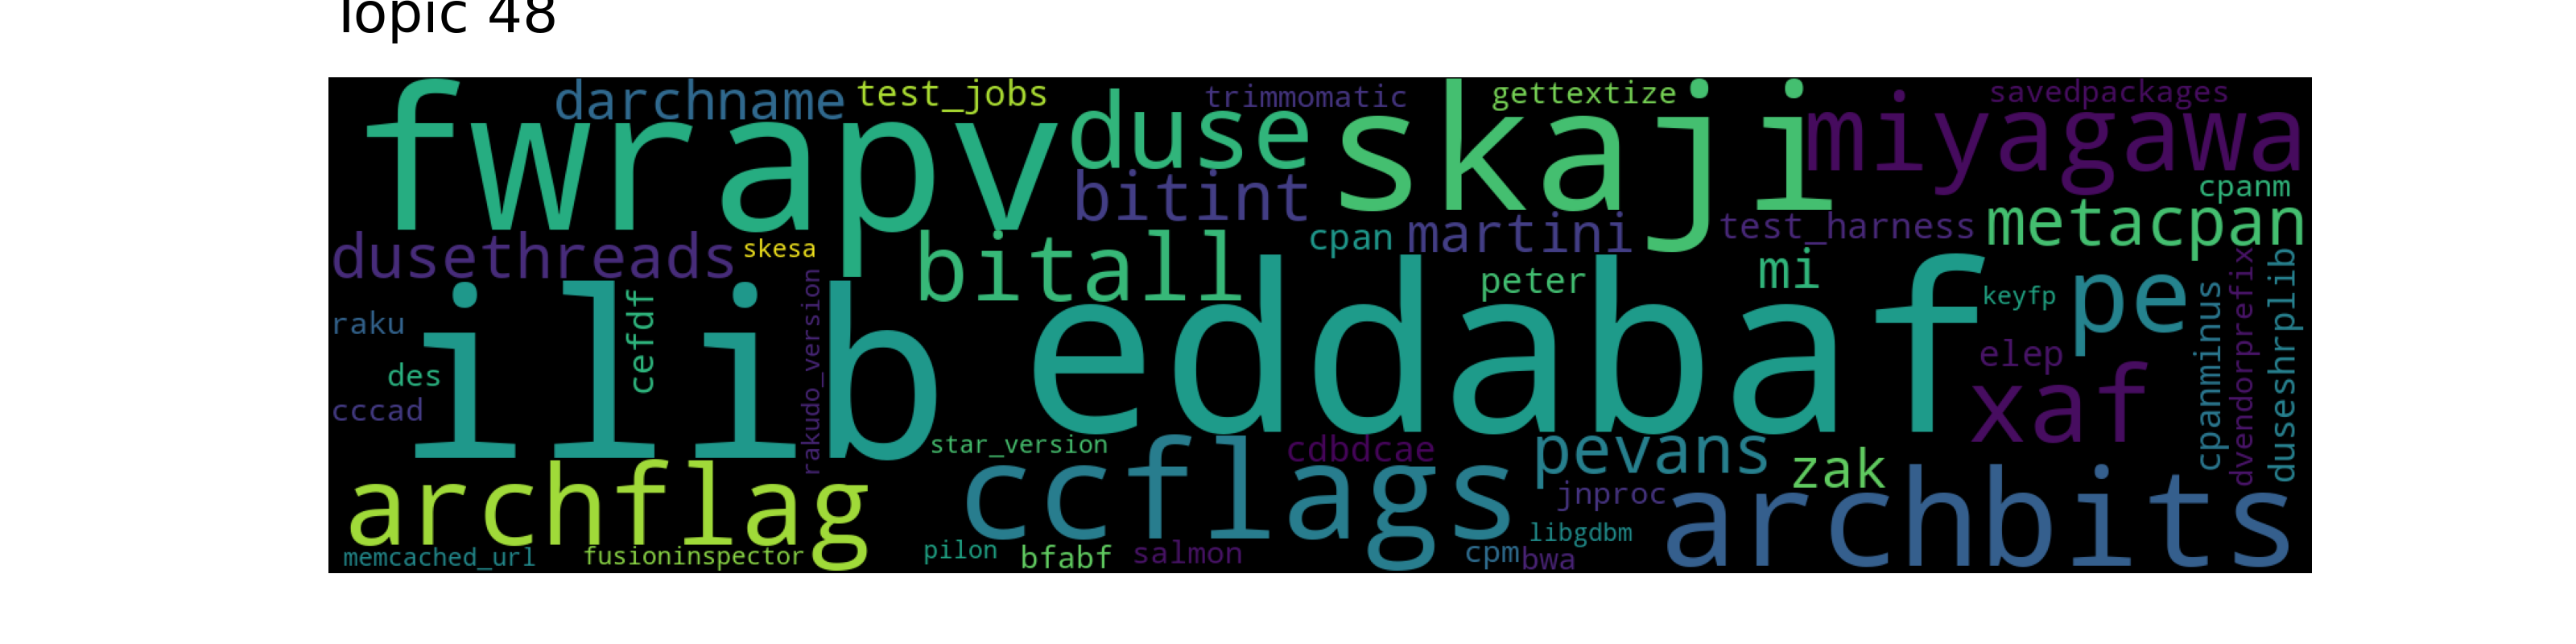 Topic 48
darchname test_jobs trimmomatic gettextize savedpackages
fwrapv duse skaji miyagawa
bitint cpanm
cpan martini test_harness metacpan
dusethreads skesa bitall peter mi
ilib eddabaf keyfp pe
raku cefdf rakudo_version elep cpanminus dvendorprefix duseshrplib
des
cccad xaf
star_version cdbdcae pevans zak
archflag ccflags jnproc archbits
libgdbm
memcached_url fusioninspector pilon bfabf salmon cpm bwa